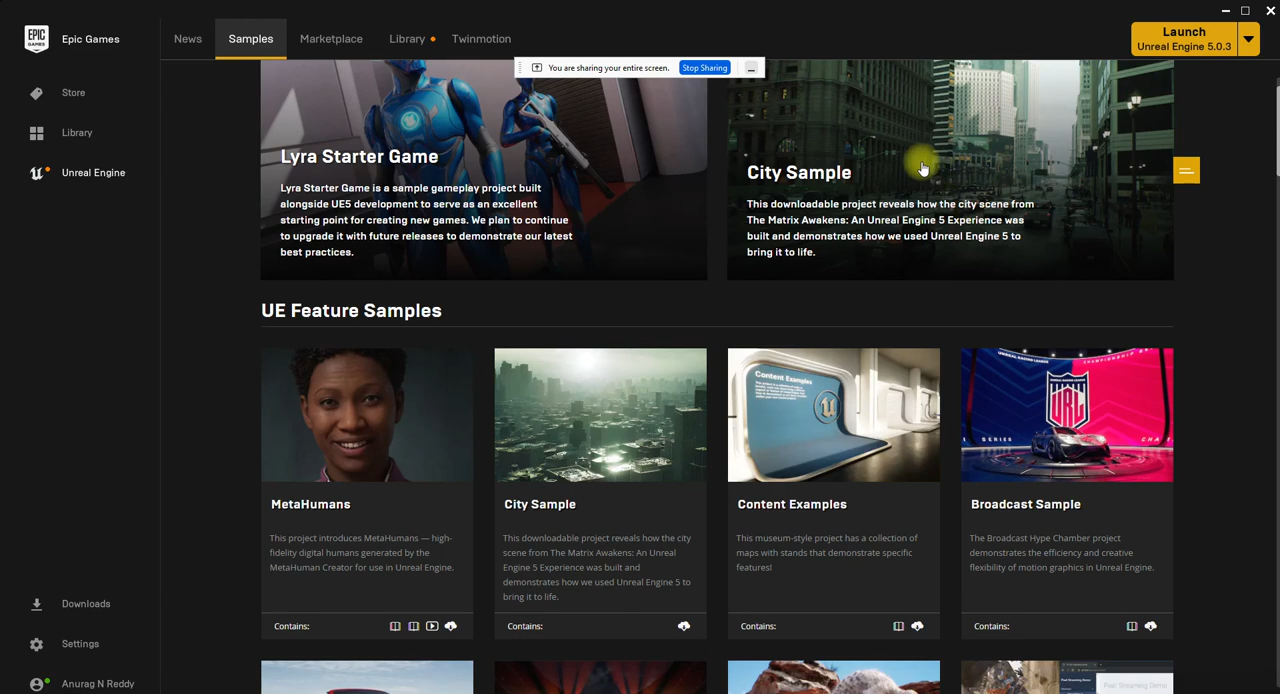 EPIC
GAMES
Epic Games
News
Samples
Marketplace
Library
Twinmotion
Launch
Unreal Engine 5.0.3
You are sharing your entire screen.
Stop Sharing
Store
Library
Unreal Engine
Lyra Starter Game
Lyra Starter Game is a sample gameplay project built
alongside UE5 development to serve as an excellent
starting point for creating new games. We plan to continue
to upgrade it with future releases to demonstrate our latest
best practices.
City Sample
This downloadable project reveals how the city scene from
The Matrix Awakens: An Unreal Engine 5 Experience was
built and demonstrates how we used Unreal Engine 5 to
bring it to life.
UE Feature Samples
Content Examples
SERIES
MetaHumans
This project introduces MetaHumans — high-
fidelity digital humans generated by the
MetaHuman Creator for use in Unreal Engine.
Contains:
City Sample
This downloadable project reveals how the city
scene from The Matrix Awakens: An Unreal
Engine 5 Experience was built and
demonstrates how we used Unreal Engine 5 to
bring it to life.
Contains:
Content Examples
This museum-style project has a collection of
maps with stands that demonstrate specific
features!
Contains:
Broadcast Sample
The Broadcast Hype Chamber project
demonstrates the efficiency and creative
flexibility of motion graphics in Unreal Engine.
Contains:
Downloads
Settings
Anurag N Reddy
Pixel Streaming Demo